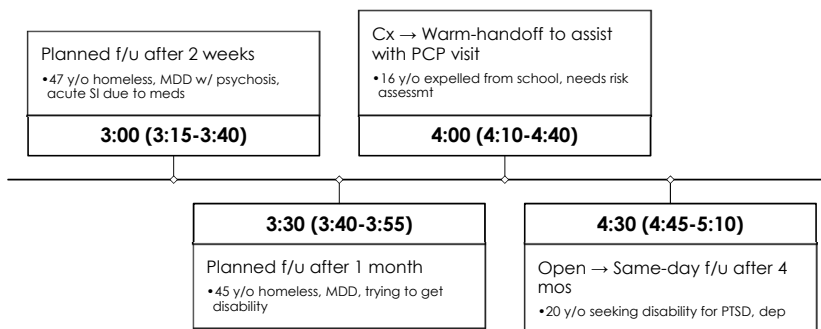 Planned f/u after 2 weeks
•47 y/o homeless, MDD w/ psychosis,
acute SI due to meds
3:00 (3:15-3:40)
Cx → Warm-handoff to assist
with PCP visit
•16 y/o expelled from school, needs risk
assessmt
4:00 (4:10-4:40)
3:30 (3:40-3:55)
Planned f/u after 1 month
•45 y/o homeless, MDD, trying to get
disability
4:30 (4:45-5:10)
Open → Same-day f/u after 4
mos
•20 y/o seeking disability for PTSD, dep